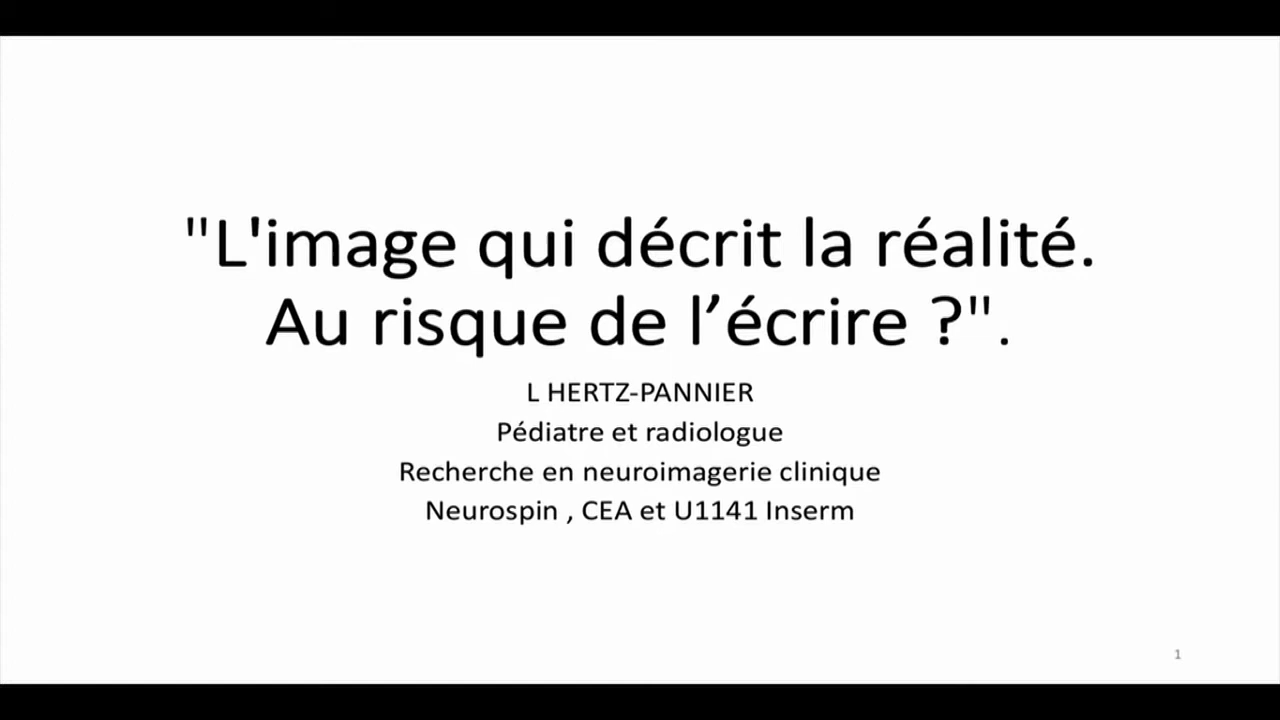 "L'image qui décrit la réalité.
Au risque de l’écrire ?".
L HERTZ-PANNIER
Pédiatre et radiologue
Recherche en neuroimagerie clinique
Neurospin , CEA et U1141 Inserm
1